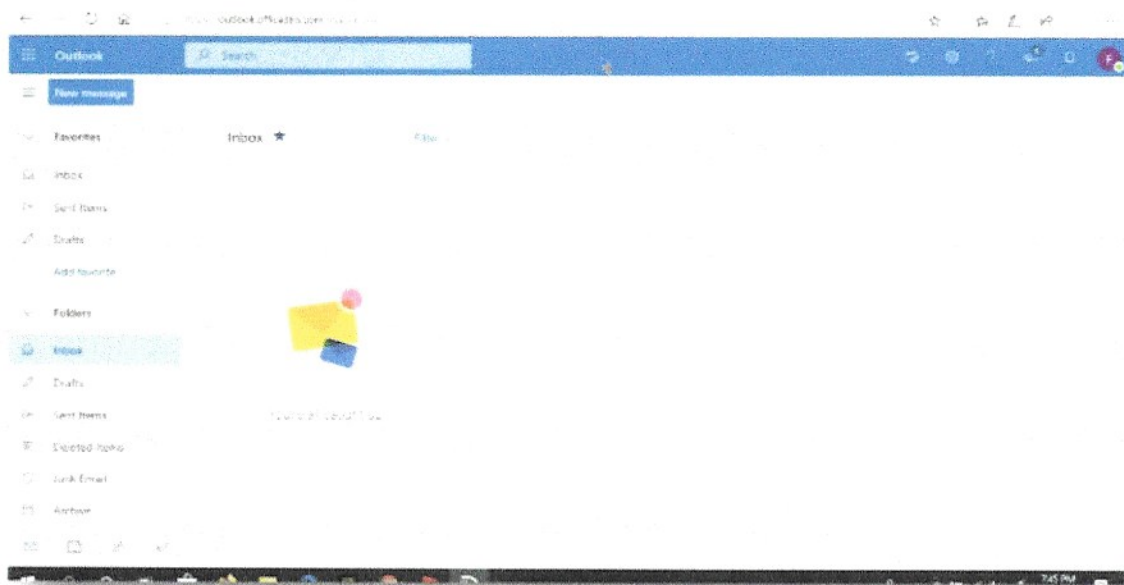 Outlook
Search
New message
Favorites
Inbox ★
Filter
Inbox
Sent Items
Drafts
Add favorite
Folders
Inbox
Drafts
Sent Items
Deleted Items
Junk Email
Archive
F
7:45 PM